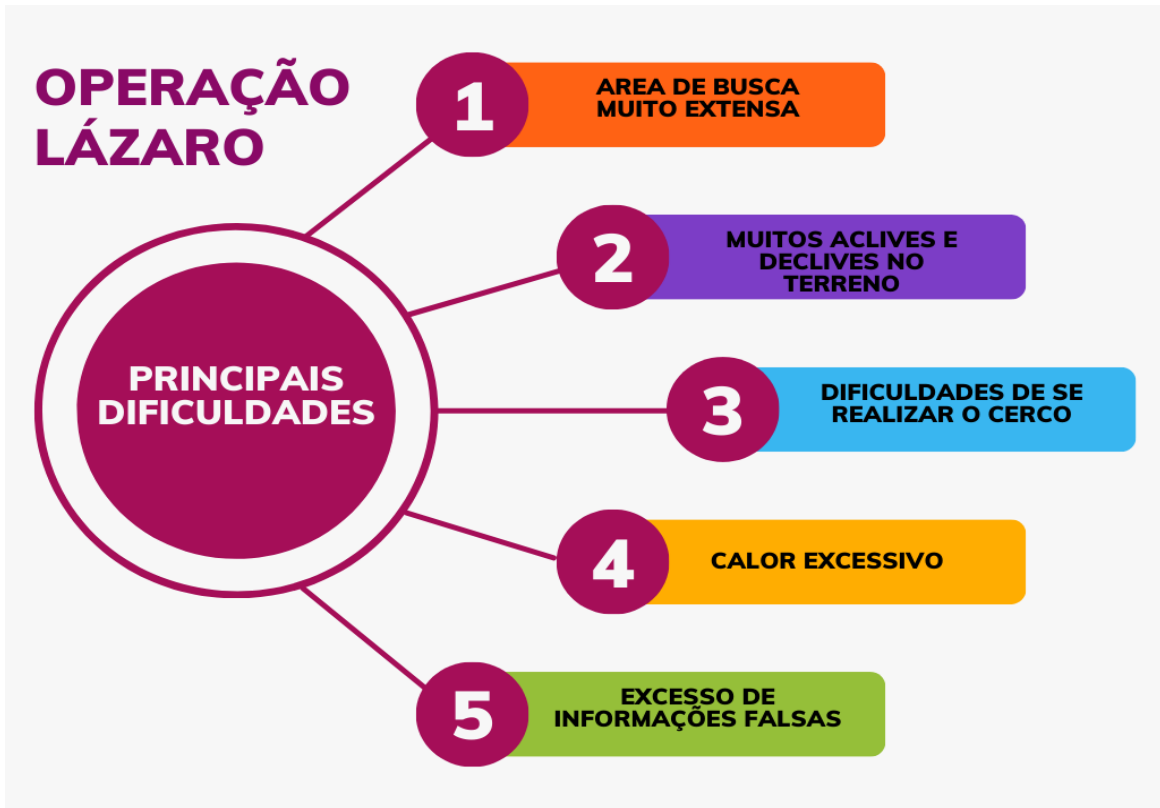 OPERAÇÃO
LÁZARO
PRINCIPAIS
DIFICULDADES
1
AREA DE BUSCA
MUITO EXTENSA
2
MUITOS ACLIVES E
DECLIVES NO
TERRENO
3
DIFICULDADES DE SE
REALIZAR O CERCO
4
CALOR EXCESSIVO
5
EXCESSO DE
INFORMAÇÕES FALSAS